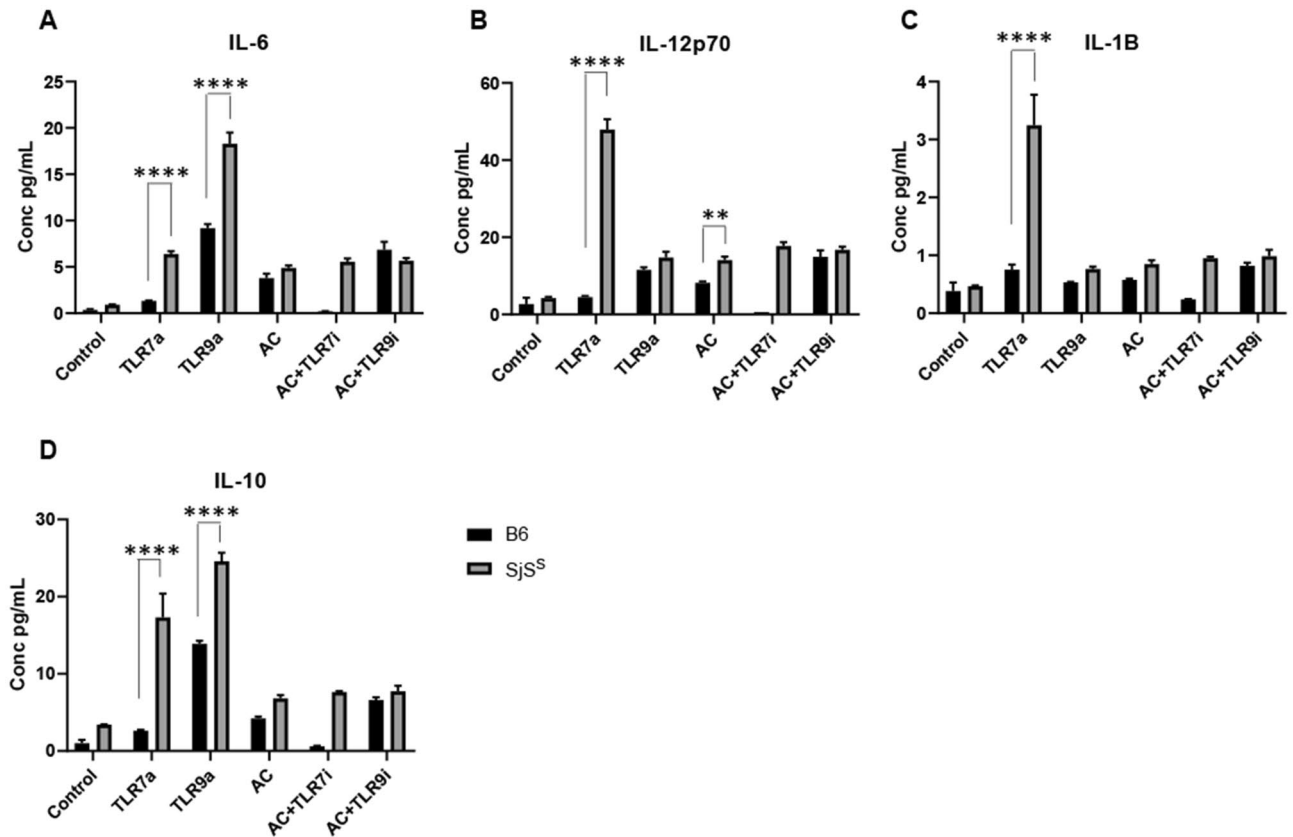 A
IL-6
****
****
Conc pg/mL
25
20
15
10
5
0
Control
TLR7a
TLR9a
AC
AC+TLR7i
AC+TLR9i
B
IL-12p70
****
**
Conc pg/mL
60
40
20
0
Control
TLR7a
TLR9a
AC
AC+TLR7i
AC+TLR9i
C
IL-1B
****
Conc pg/mL
4
3
2
1
0
Control
TLR7a
TLR9a
AC
AC+TLR7i
AC+TLR9i
D
IL-10
****
****
Conc pg/mL
30
20
10
0
Control
TLR7a
TLR9a
AC
AC+TLR7i
AC+TLR9i
B6
SjSˢ